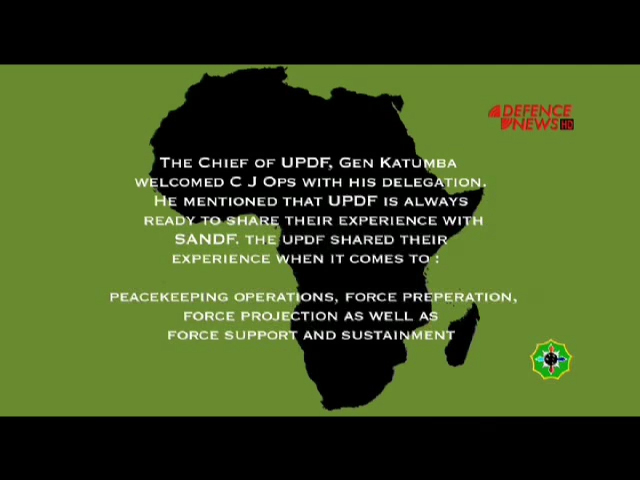 DEFENCE
NEWS HD
THE CHIEF OF UPDF, GEN KATUMBA
WELCOMED C J OPS WITH HIS DELEGATION.
HE MENTIONED THAT UPDF IS ALWAYS
READY TO SHARE THEIR EXPERIENCE WITH
SANDF. THE UPDF SHARED THEIR
EXPERIENCE WHEN IT COMES TO :
PEACEKEEPING OPERATIONS, FORCE PREPERATION,
FORCE PROJECTION AS WELL AS
FORCE SUPPORT AND SUSTAINMENT